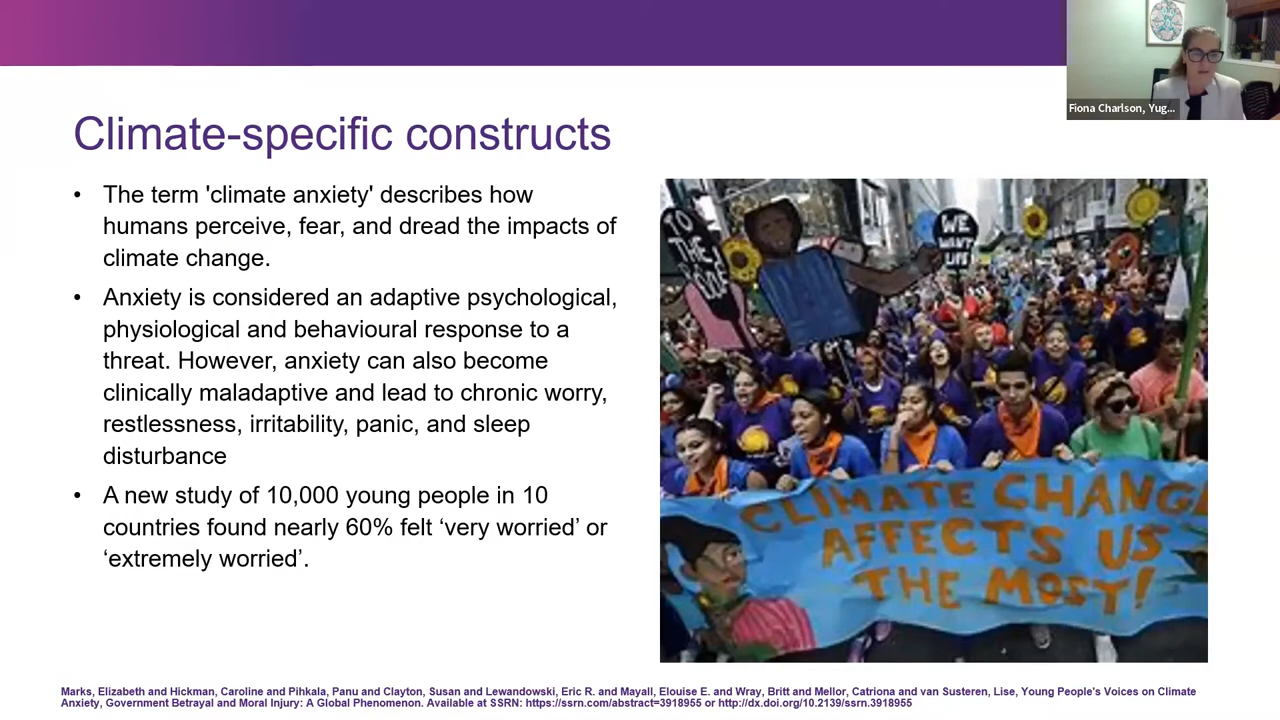 Fiona Charlson, Yug...
Climate-specific constructs
• The term 'climate anxiety' describes how
humans perceive, fear, and dread the impacts of
climate change.
• Anxiety is considered an adaptive psychological,
physiological and behavioural response to a
threat. However, anxiety can also become
clinically maladaptive and lead to chronic worry,
restlessness, irritability, panic, and sleep
disturbance
• A new study of 10,000 young people in 10
countries found nearly 60% felt ‘very worried’ or
‘extremely worried’.
TO
THE
WE
WANT
LIFE
CLIMATE CHANGE
AFFECTS US
THE MOST!
Marks, Elizabeth and Hickman, Caroline and Pihkala, Panu and Clayton, Susan and Lewandowski, Eric R. and Mayall, Elouise E. and Wray, Britt and Mellor, Catriona and van Susteren, Lise, Young People's Voices on Climate
Anxiety, Government Betrayal and Moral Injury: A Global Phenomenon. Available at SSRN: https://ssrn.com/abstract=3918955 or http://dx.doi.org/10.2139/ssrn.3918955